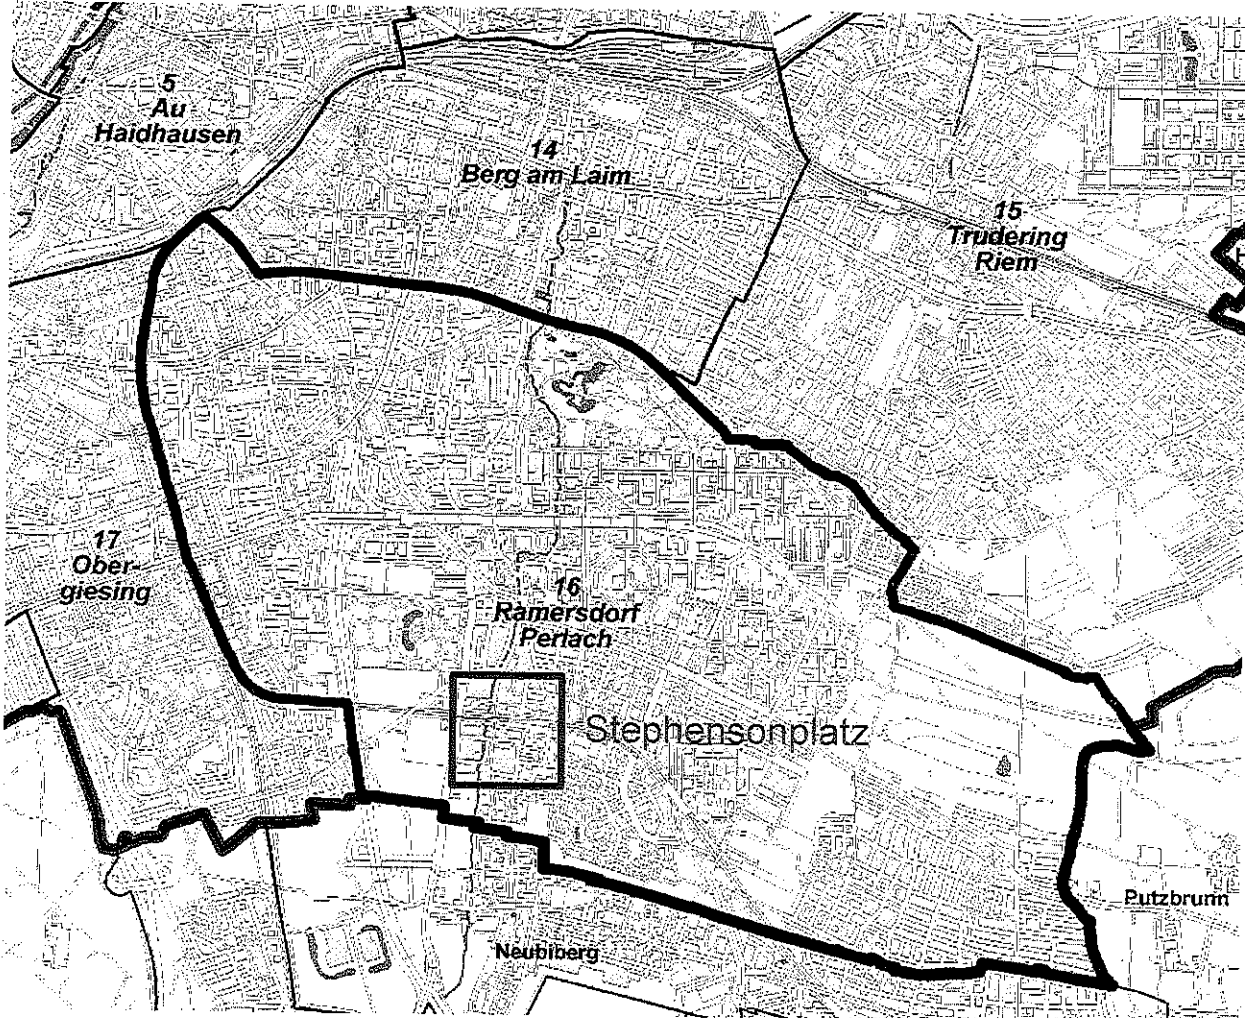 5
Au
Haidhausen
14
Berg am Laim
15
Trudering
Riem
H
17
Ober-
giesing
16
Ramersdorf
Perlach
Stephensonplatz
Putzbrunn
Neubiberg